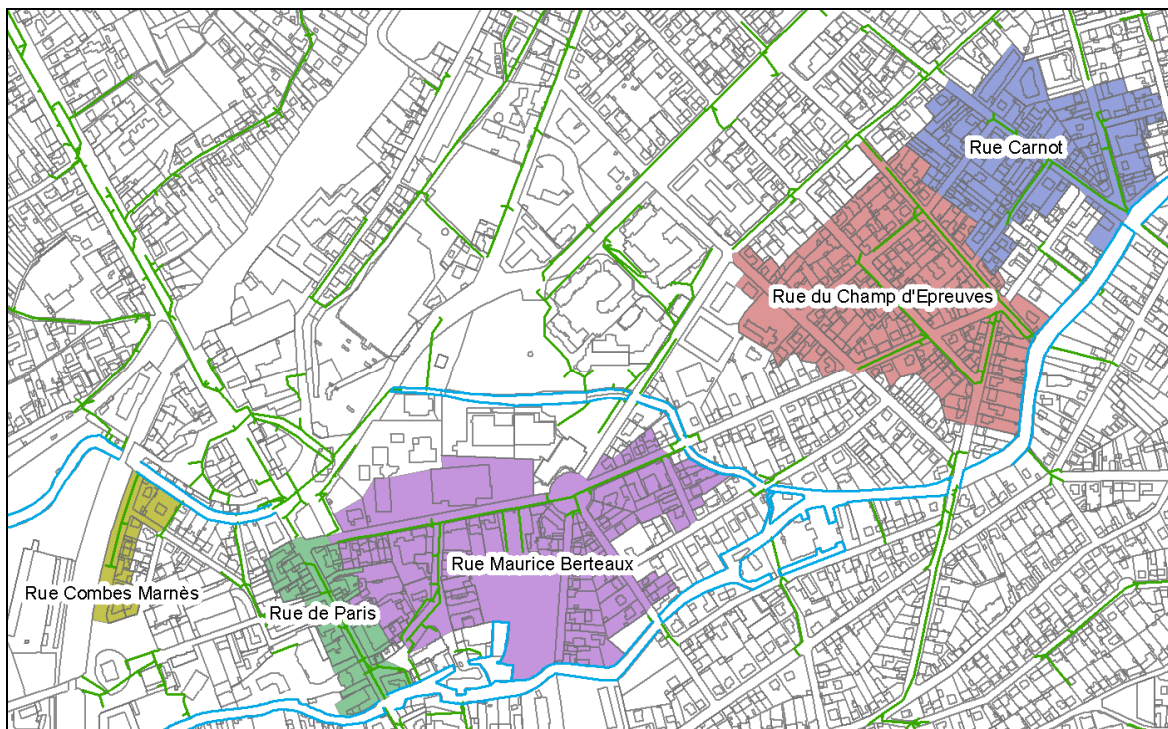 Rue Carnot
Rue du Champ d'Epreuves
Rue Maurice Berteaux
Rue Combes Marnès
Rue de Paris